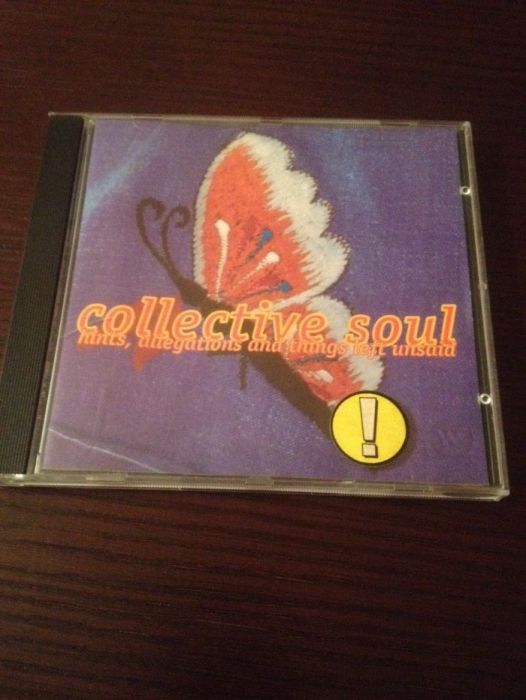 collective soul
hints, allegations and things left unsaid
!